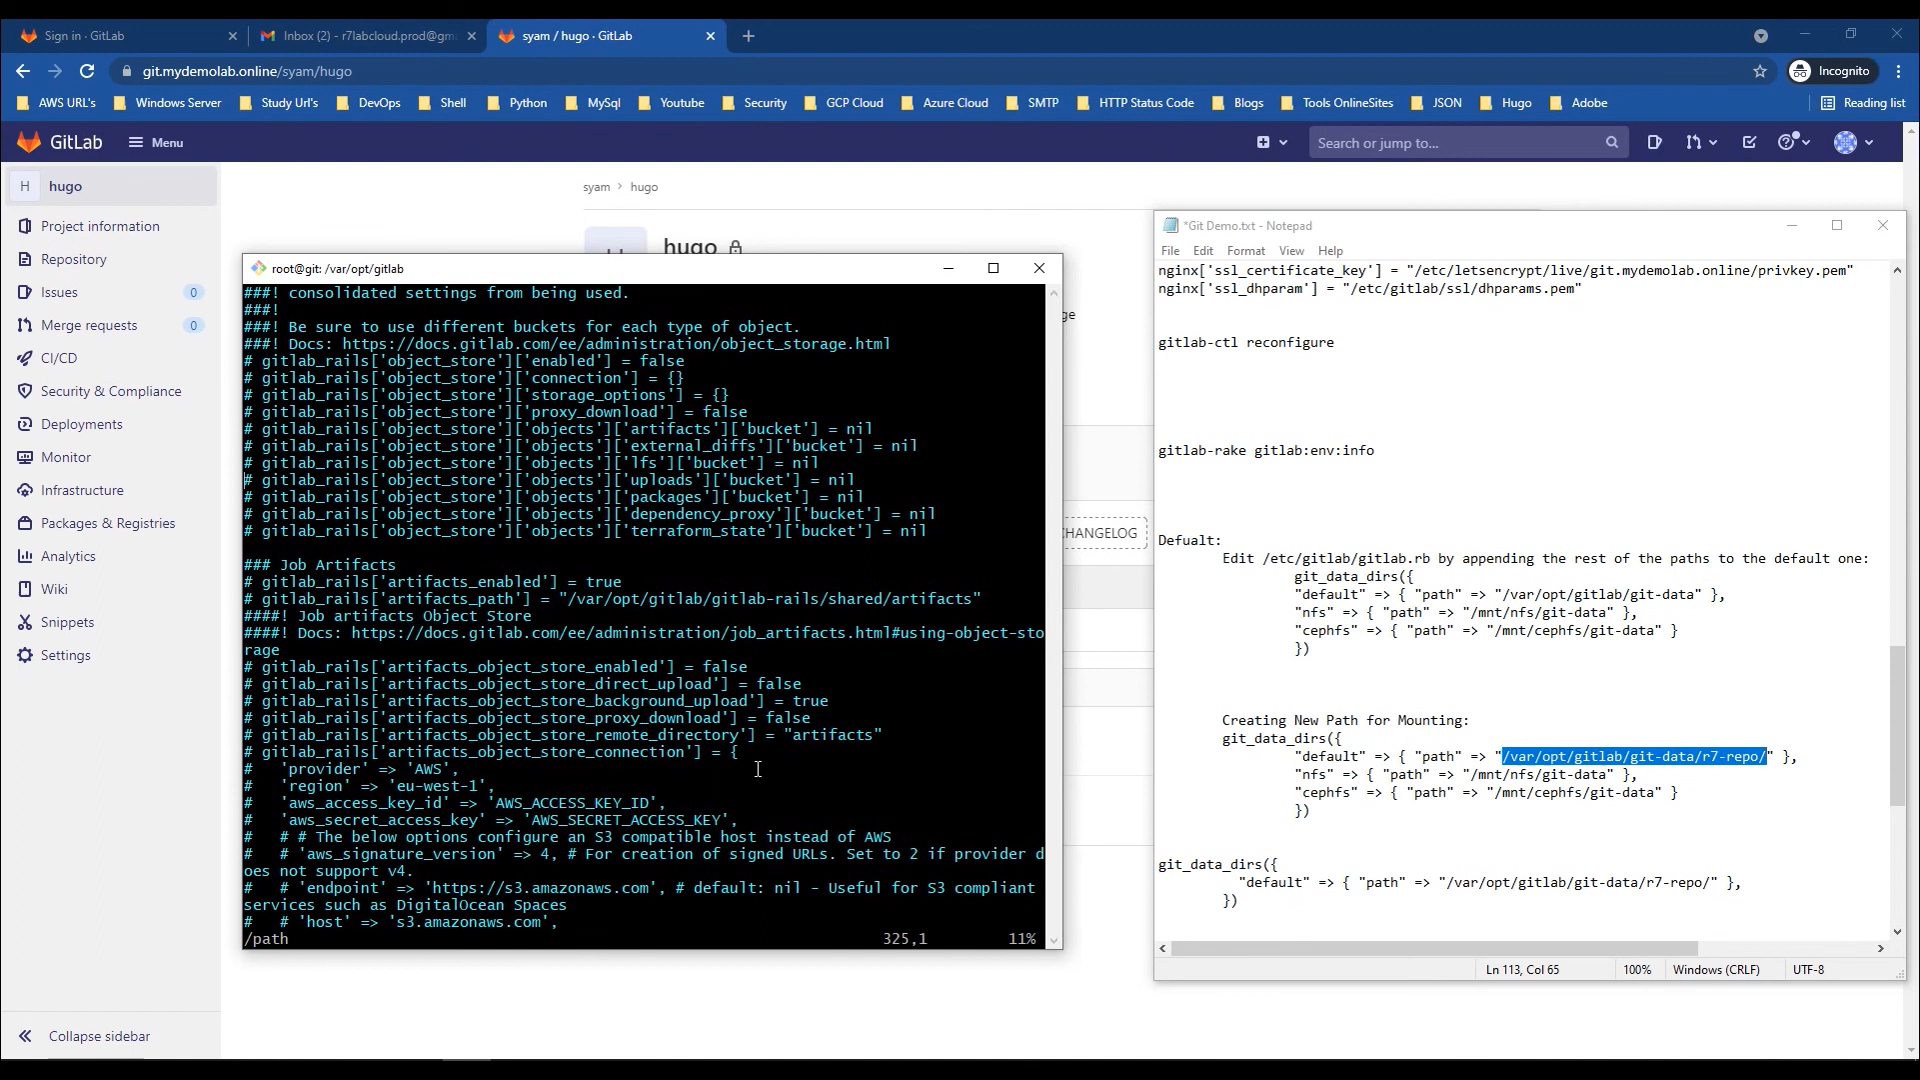 Sign in · GitLab
Inbox (2) - r7labcloud.prod@gm
syam / hugo · GitLab
git.mydemolab.online/syam/hugo
Incognito
AWS URL's
Windows Server
Study Url's
DevOps
Shell
Python
MySql
Youtube
Security
GCP Cloud
Azure Cloud
SMTP
HTTP Status Code
Blogs
Tools OnlineSites
JSON
Hugo
Adobe
Reading list
GitLab
Menu
Search or jump to...
H hugo
Project information
Repository
Issues 0
Merge requests 0
CI/CD
Security & Compliance
Deployments
Monitor
Infrastructure
Packages & Registries
Analytics
Wiki
Snippets
Settings
Collapse sidebar
syam > hugo
hugo
CHANGELOG
root@git: /var/opt/gitlab
###! consolidated settings from being used.
###!
###! Be sure to use different buckets for each type of object.
###! Docs: https://docs.gitlab.com/ee/administration/object_storage.html
# gitlab_rails['object_store']['enabled'] = false
# gitlab_rails['object_store']['connection'] = {}
# gitlab_rails['object_store']['storage_options'] = {}
# gitlab_rails['object_store']['proxy_download'] = false
# gitlab_rails['object_store']['objects']['artifacts']['bucket'] = nil
# gitlab_rails['object_store']['objects']['external_diffs']['bucket'] = nil
# gitlab_rails['object_store']['objects']['lfs']['bucket'] = nil
# gitlab_rails['object_store']['objects']['uploads']['bucket'] = nil
# gitlab_rails['object_store']['objects']['packages']['bucket'] = nil
# gitlab_rails['object_store']['objects']['dependency_proxy']['bucket'] = nil
# gitlab_rails['object_store']['objects']['terraform_state']['bucket'] = nil
### Job Artifacts
# gitlab_rails['artifacts_enabled'] = true
# gitlab_rails['artifacts_path'] = "/var/opt/gitlab/gitlab-rails/shared/artifacts"
####! Job artifacts Object Store
####! Docs: https://docs.gitlab.com/ee/administration/job_artifacts.html#using-object-sto
rage
# gitlab_rails['artifacts_object_store_enabled'] = false
# gitlab_rails['artifacts_object_store_direct_upload'] = false
# gitlab_rails['artifacts_object_store_background_upload'] = true
# gitlab_rails['artifacts_object_store_proxy_download'] = false
# gitlab_rails['artifacts_object_store_remote_directory'] = "artifacts"
# gitlab_rails['artifacts_object_store_connection'] = {
#   'provider' => 'AWS',
#   'region' => 'eu-west-1',
#   'aws_access_key_id' => 'AWS_ACCESS_KEY_ID',
#   'aws_secret_access_key' => 'AWS_SECRET_ACCESS_KEY',
#   # The below options configure an S3 compatible host instead of AWS
#   # 'aws_signature_version' => 4, # For creation of signed URLs. Set to 2 if provider d
oes not support v4.
#   # 'endpoint' => 'https://s3.amazonaws.com', # default: nil - Useful for S3 compliant
services such as DigitalOcean Spaces
#   # 'host' => 's3.amazonaws.com',
/path 325,1 11%
*Git Demo.txt - Notepad
File Edit Format View Help
nginx['ssl_certificate_key'] = "/etc/letsencrypt/live/git.mydemolab.online/privkey.pem"
nginx['ssl_dhparam'] = "/etc/gitlab/ssl/dhparams.pem"
gitlab-ctl reconfigure
gitlab-rake gitlab:env:info
Defualt:
Edit /etc/gitlab/gitlab.rb by appending the rest of the paths to the default one:
git_data_dirs({
"default" => { "path" => "/var/opt/gitlab/git-data" },
"nfs" => { "path" => "/mnt/nfs/git-data" },
"cephfs" => { "path" => "/mnt/cephfs/git-data" }
})
Creating New Path for Mounting:
git_data_dirs({
"default" => { "path" => "/var/opt/gitlab/git-data/r7-repo/" },
"nfs" => { "path" => "/mnt/nfs/git-data" },
"cephfs" => { "path" => "/mnt/cephfs/git-data" }
})
git_data_dirs({
"default" => { "path" => "/var/opt/gitlab/git-data/r7-repo/" },
})
Ln 113, Col 65 100% Windows (CRLF) UTF-8